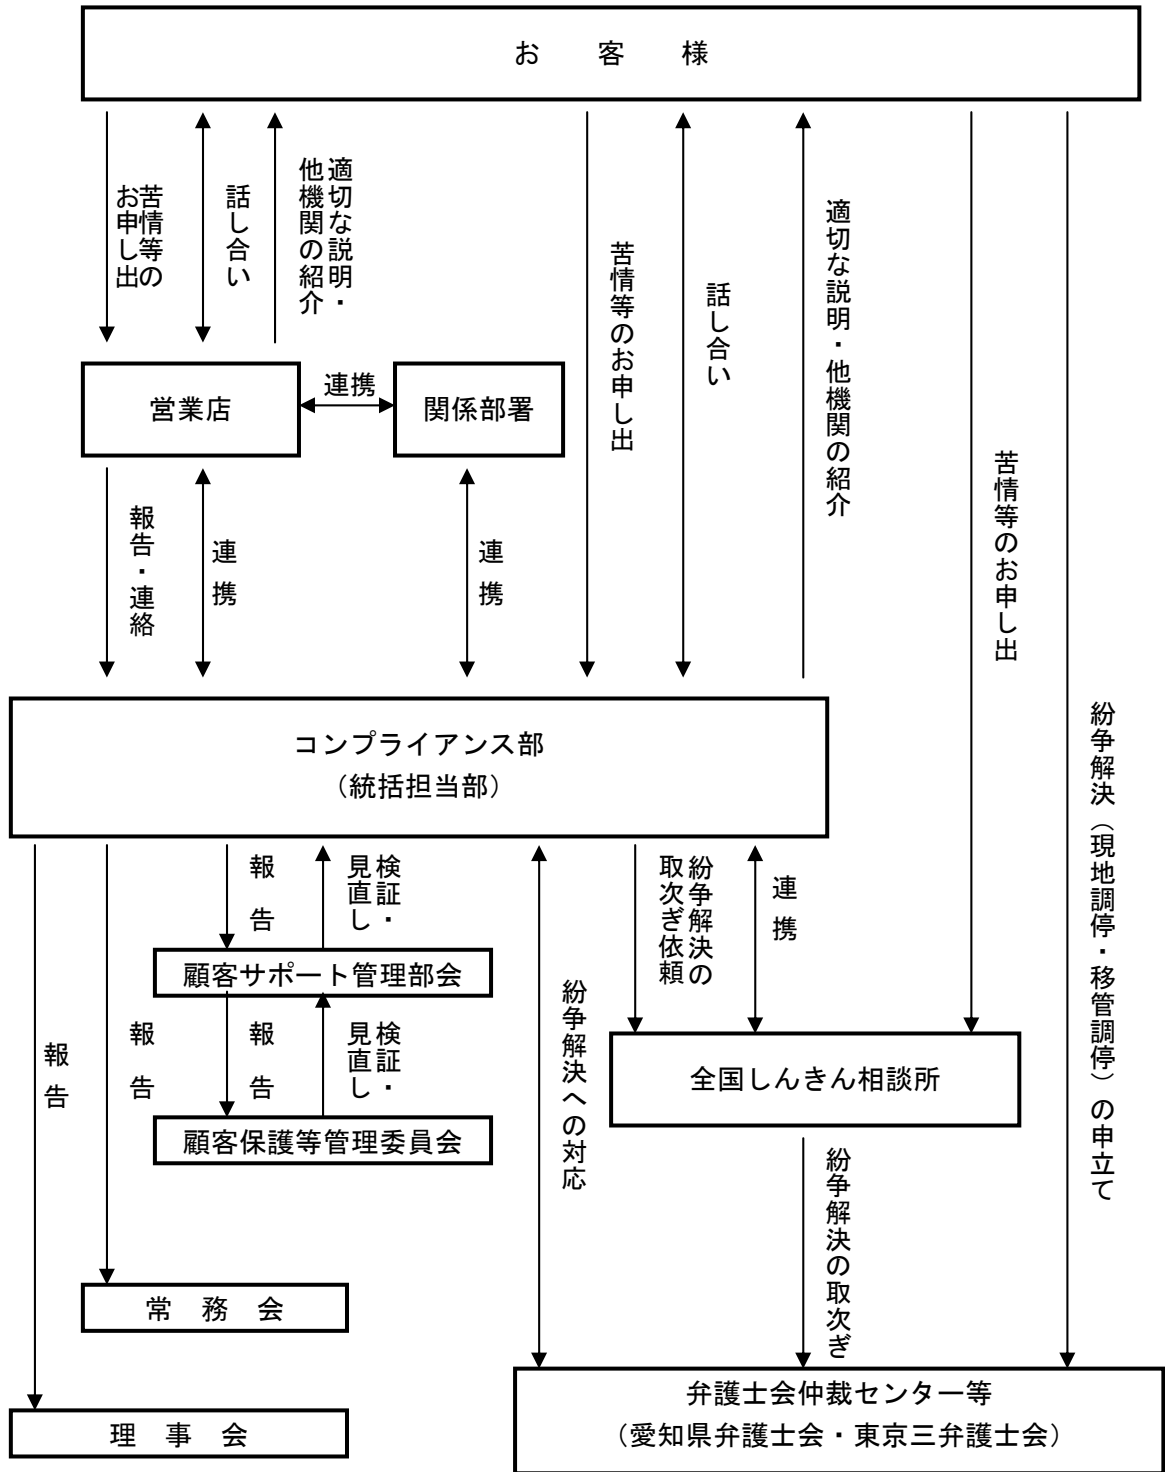 お　客　様
苦情等の
お申し出
話し合い
適切な説明・
他機関の紹介
苦情等のお申し出
話し合い
適切な説明・他機関の紹介
苦情等のお申し出
紛争解決（現地調停・移管調停）の申立て
営業店
連携
関係部署
報告・連絡
連携
連携
コンプライアンス部
（統括担当部）
報告
報告
報告
検証・
見直し
顧客サポート管理部会
報告
検証・
見直し
顧客保護等管理委員会
紛争解決への対応
紛争解決の
取次ぎ依頼
連携
全国しんきん相談所
紛争解決の取次ぎ
常　務　会
理　事　会
弁護士会仲裁センター等
（愛知県弁護士会・東京三弁護士会）